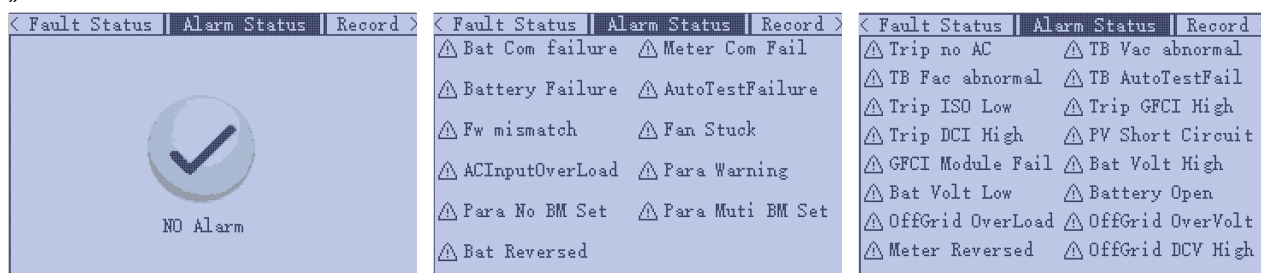 < Fault Status Alarm Status Record >
NO Alarm
< Fault Status Alarm Status Record >
Bat Com failure Meter Com Fail
Battery Failure AutoTestFailure
Fw mismatch Fan Stuck
ACInputOverLoad Para Warning
Para No BM Set Para Muti BM Set
Bat Reversed
< Fault Status Alarm Status Record
Trip no AC TB Vac abnormal
TB Fac abnormal TB AutoTestFail
Trip ISO Low Trip GFCI High
Trip DCI High PV Short Circuit
GFCI Module Fail Bat Volt High
Bat Volt Low Battery Open
OffGrid OverLoad OffGrid OverVolt
Meter Reversed OffGrid DCV High